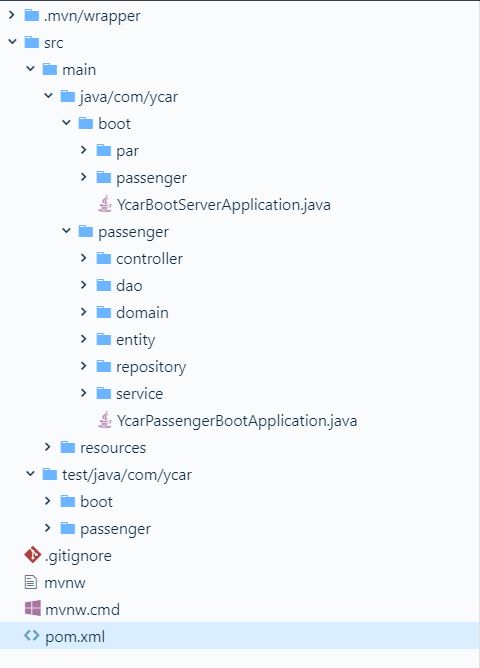 .mvn/wrapper
src
main
java/com/ycar
boot
par
passenger
YcarBootServerApplication.java
passenger
controller
dao
domain
entity
repository
service
YcarPassengerBootApplication.java
resources
test/java/com/ycar
boot
passenger
.gitignore
mvnw
mvnw.cmd
pom.xml